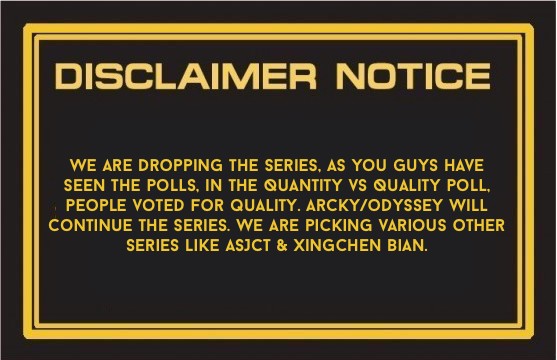 DISCLAIMER NOTICE
WE ARE DROPPING THE SERIES, AS YOU GUYS HAVE
SEEN THE POLLS, IN THE QUANTITY VS QUALITY POLL,
PEOPLE VOTED FOR QUALITY. ARCKY/ODYSSEY WILL
CONTINUE THE SERIES. WE ARE PICKING VARIOUS OTHER
SERIES LIKE ASJCT & XINGCHEN BIAN.